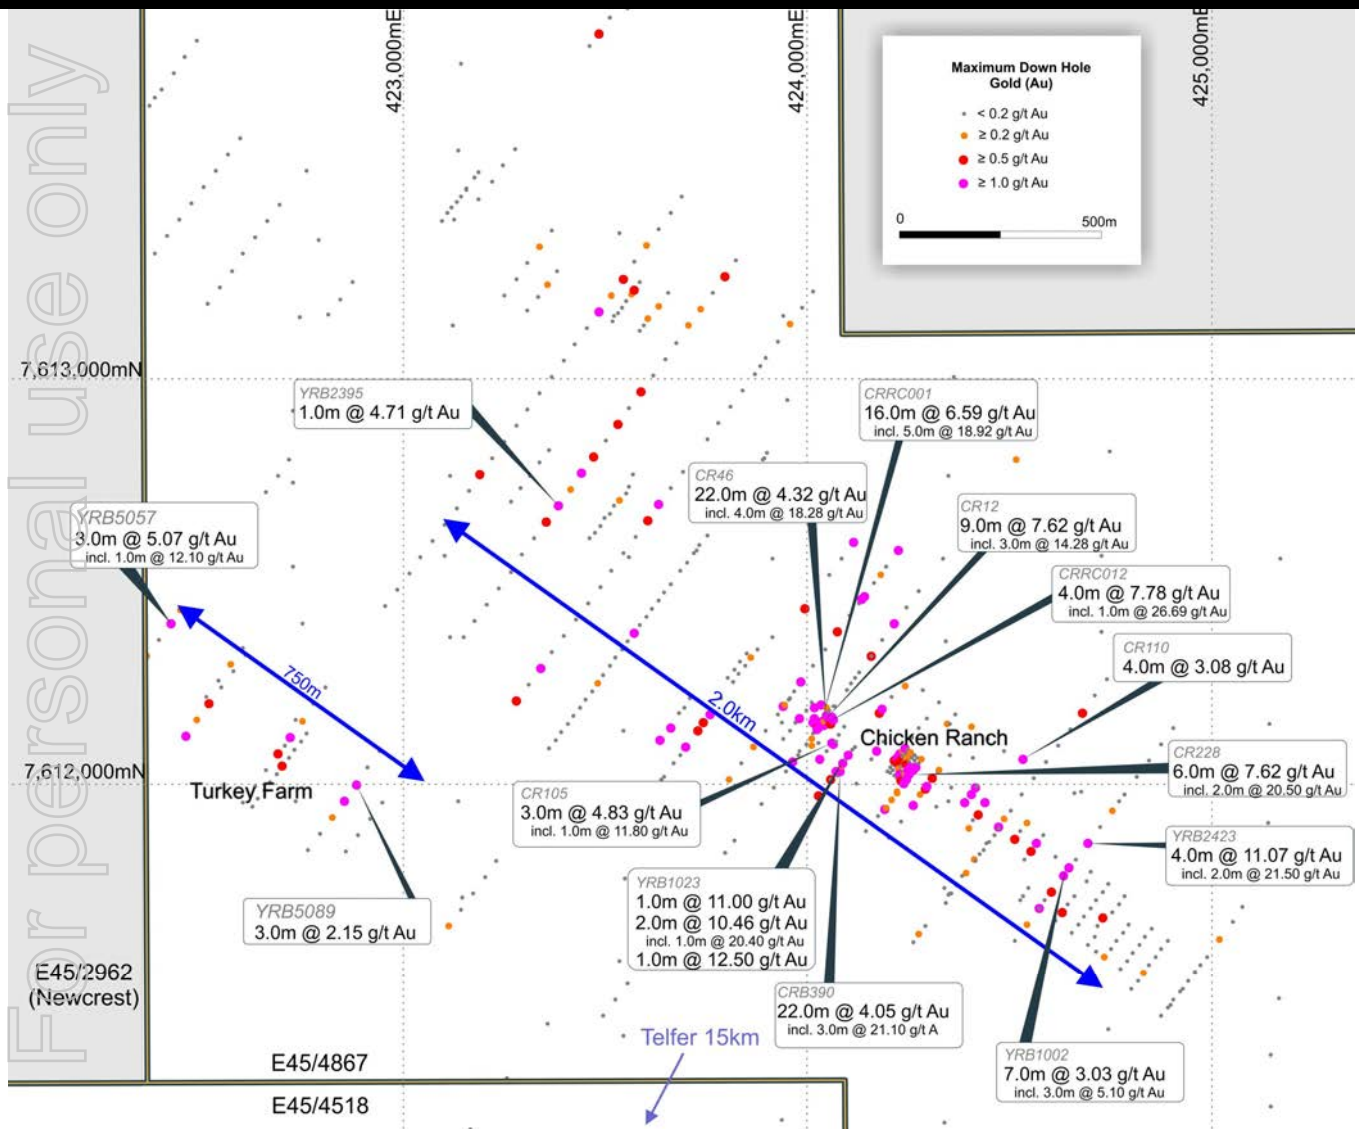 For personal use only
423,000mE
424,000mE
425,000mE
Maximum Down Hole
Gold (Au)
< 0.2 g/t Au
≥ 0.2 g/t Au
≥ 0.5 g/t Au
≥ 1.0 g/t Au
0
500m
7,613,000mN
YRB2395
1.0m @ 4.71 g/t Au
CRRC001
16.0m @ 6.59 g/t Au
incl. 5.0m @ 18.92 g/t Au
CR46
22.0m @ 4.32 g/t Au
incl. 4.0m @ 18.28 g/t Au
CR12
9.0m @ 7.62 g/t Au
incl. 3.0m @ 14.28 g/t Au
YRB5057
3.0m @ 5.07 g/t Au
incl. 1.0m @ 12.10 g/t Au
CRRC012
4.0m @ 7.78 g/t Au
incl. 1.0m @ 26.69 g/t Au
CR110
4.0m @ 3.08 g/t Au
750m
2.0km
Chicken Ranch
7,612,000mN
Turkey Farm
CR228
6.0m @ 7.62 g/t Au
incl. 2.0m @ 20.50 g/t Au
CR105
3.0m @ 4.83 g/t Au
incl. 1.0m @ 11.80 g/t Au
YRB2423
4.0m @ 11.07 g/t Au
incl. 2.0m @ 21.50 g/t Au
YRB1023
1.0m @ 11.00 g/t Au
2.0m @ 10.46 g/t Au
incl. 1.0m @ 20.40 g/t Au
1.0m @ 12.50 g/t Au
YRB5089
3.0m @ 2.15 g/t Au
E45/2962
(Newcrest)
CRB390
22.0m @ 4.05 g/t Au
incl. 3.0m @ 21.10 g/t A
Telfer 15km
YRB1002
7.0m @ 3.03 g/t Au
incl. 3.0m @ 5.10 g/t Au
E45/4867
E45/4518